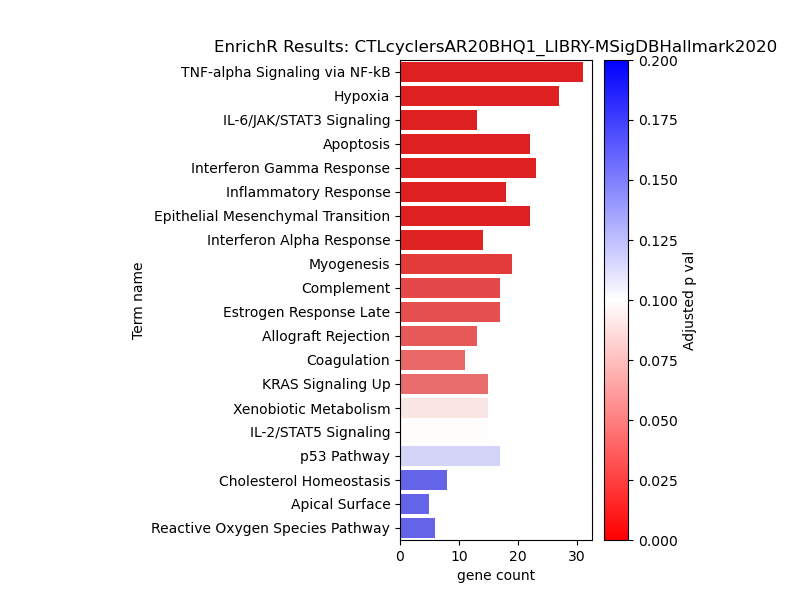 EnrichR Results: CTLcyclersAR20BHQ1_LIBRY-MSigDBHallmark2020
TNF-alpha Signaling via NF-kB
Hypoxia
IL-6/JAK/STAT3 Signaling
Apoptosis
Interferon Gamma Response
Inflammatory Response
Epithelial Mesenchymal Transition
Interferon Alpha Response
Myogenesis
Complement
Estrogen Response Late
Allograft Rejection
Coagulation
KRAS Signaling Up
Xenobiotic Metabolism
IL-2/STAT5 Signaling
p53 Pathway
Cholesterol Homeostasis
Apical Surface
Reactive Oxygen Species Pathway
Term name
0 10 20 30
gene count
0.200
0.175
0.150
0.125
0.100
0.075
0.050
0.025
0.000
Adjusted p val